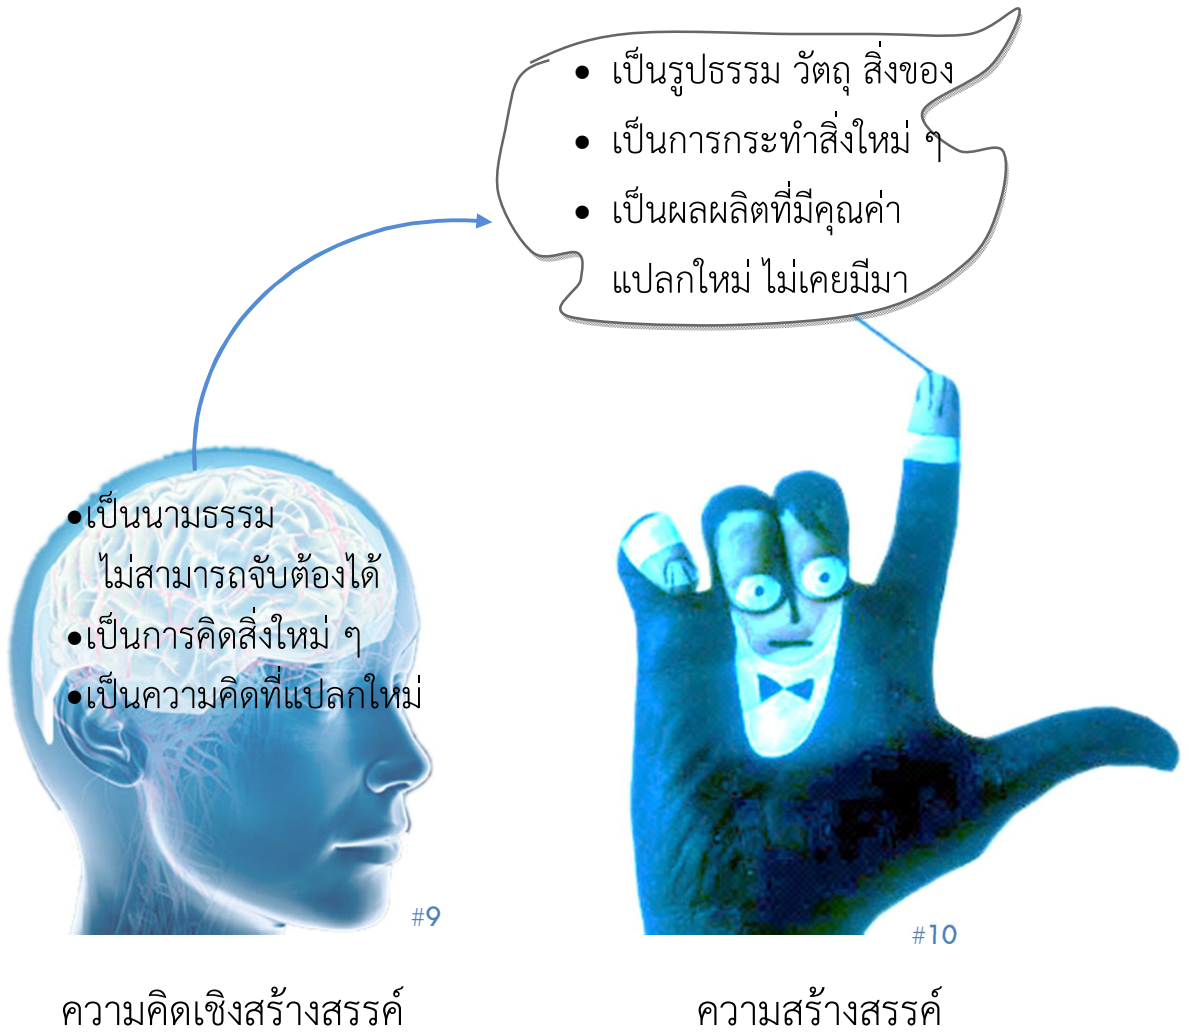 • เป็นรูปธรรม วัตถุ สิ่งของ
• เป็นการกระทำสิ่งใหม่ ๆ
• เป็นผลผลิตที่มีคุณค่า
แปลกใหม่ ไม่เคยมีมา
•เป็นนามธรรม
ไม่สามารถจับต้องได้
•เป็นการคิดสิ่งใหม่ ๆ
•เป็นความคิดที่แปลกใหม่
#9
#10
ความคิดเชิงสร้างสรรค์
ความสร้างสรรค์